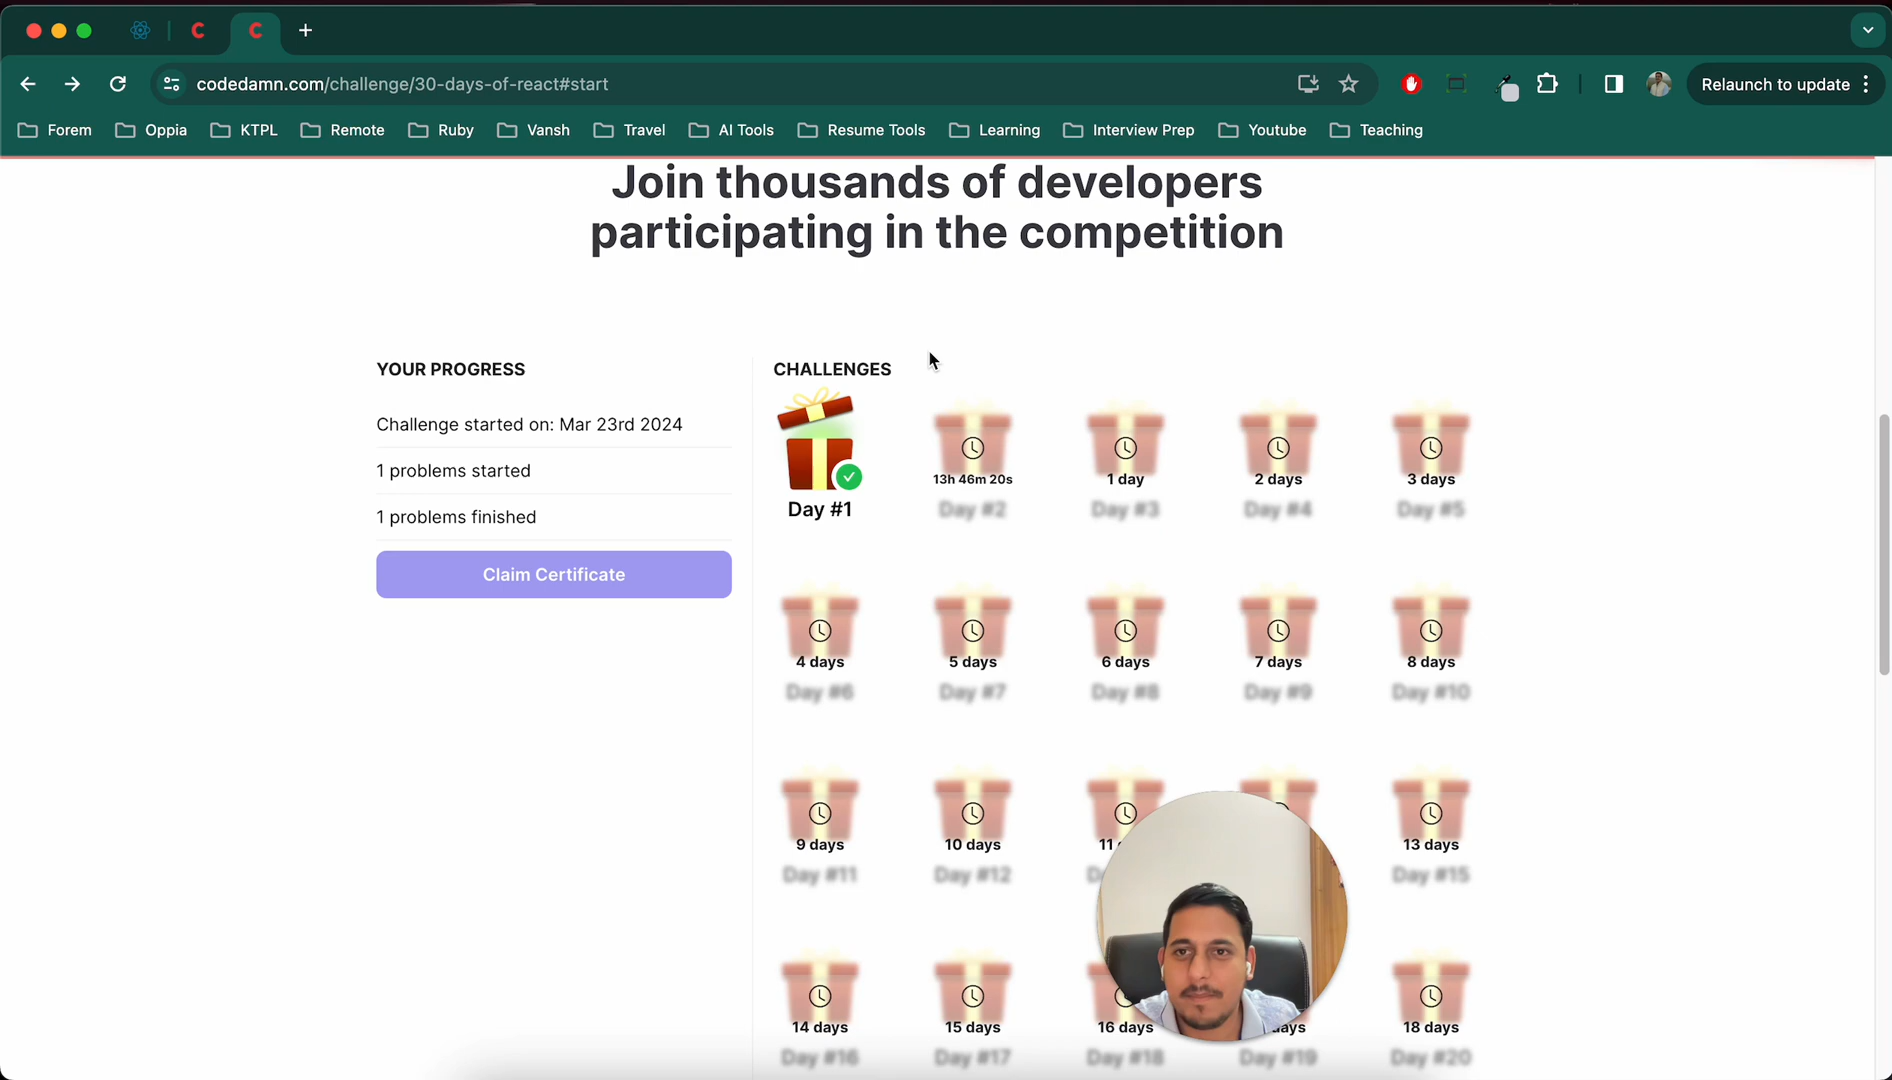 codedamn.com/challenge/30-days-of-react#start
Relaunch to update
Forem
Oppia
KTPL
Remote
Ruby
Vansh
Travel
AI Tools
Resume Tools
Learning
Interview Prep
Youtube
Teaching
Join thousands of developers
participating in the competition
YOUR PROGRESS
Challenge started on: Mar 23rd 2024
1 problems started
1 problems finished
Claim Certificate
CHALLENGES
Day #1
13h 46m 20s
Day #2
1 day
Day #3
2 days
Day #4
3 days
Day #5
4 days
Day #6
5 days
Day #7
6 days
Day #8
7 days
Day #9
8 days
Day #10
9 days
Day #11
10 days
Day #12
11
13 days
Day #15
14 days
Day #16
15 days
Day #17
16 days
Day #18
Day #19
18 days
Day #20